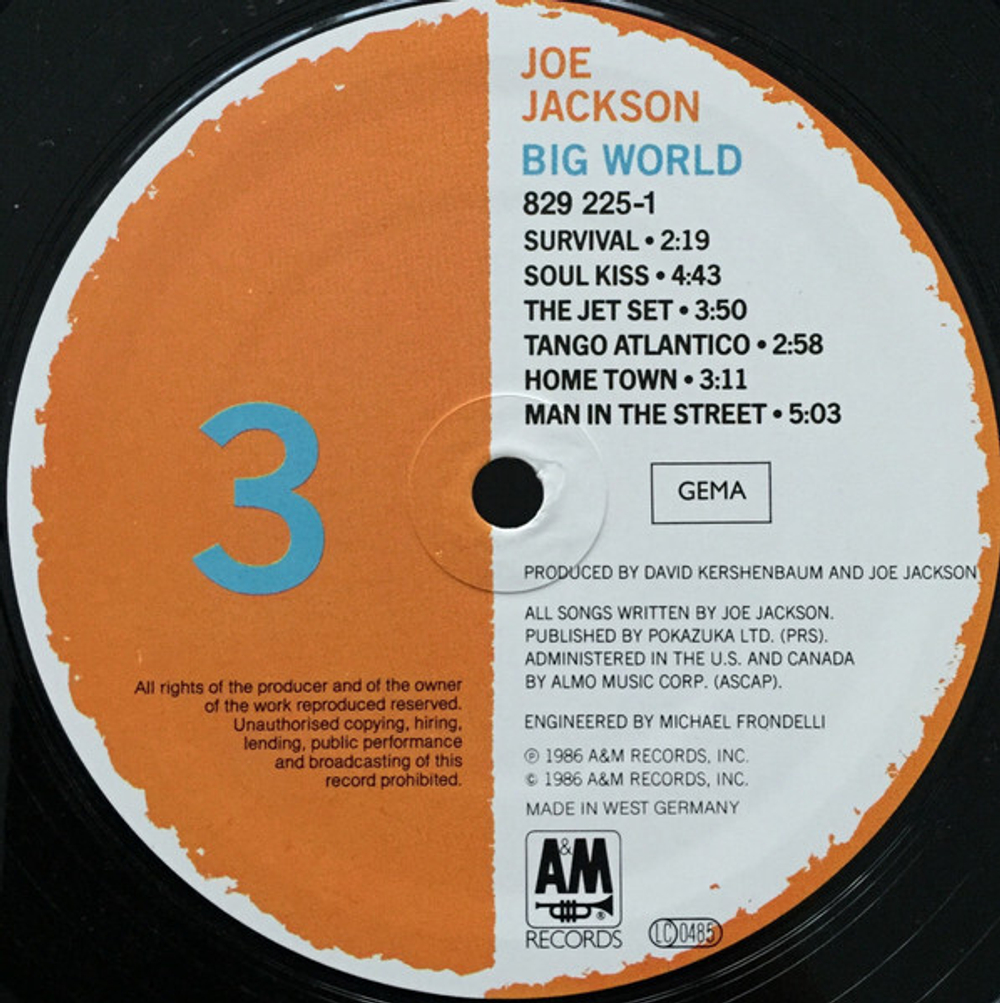 JOE
JACKSON
BIG WORLD
829 225-1
SURVIVAL • 2:19
SOUL KISS • 4:43
THE JET SET • 3:50
TANGO ATLANTICO • 2:58
HOME TOWN • 3:11
MAN IN THE STREET • 5:03
GEMA
3
PRODUCED BY DAVID KERSHENBAUM AND JOE JACKSON
ALL SONGS WRITTEN BY JOE JACKSON.
PUBLISHED BY POKAZUKA LTD. (PRS).
ADMINISTERED IN THE U.S. AND CANADA
BY ALMO MUSIC CORP. (ASCAP).
ENGINEERED BY MICHAEL FRONDELLI
℗ 1986 A&M RECORDS, INC.
© 1986 A&M RECORDS, INC.
MADE IN WEST GERMANY
All rights of the producer and of the owner
of the work reproduced reserved.
Unauthorised copying, hiring,
lending, public performance
and broadcasting of this
record prohibited.
A&M
®
RECORDS
LC 0485